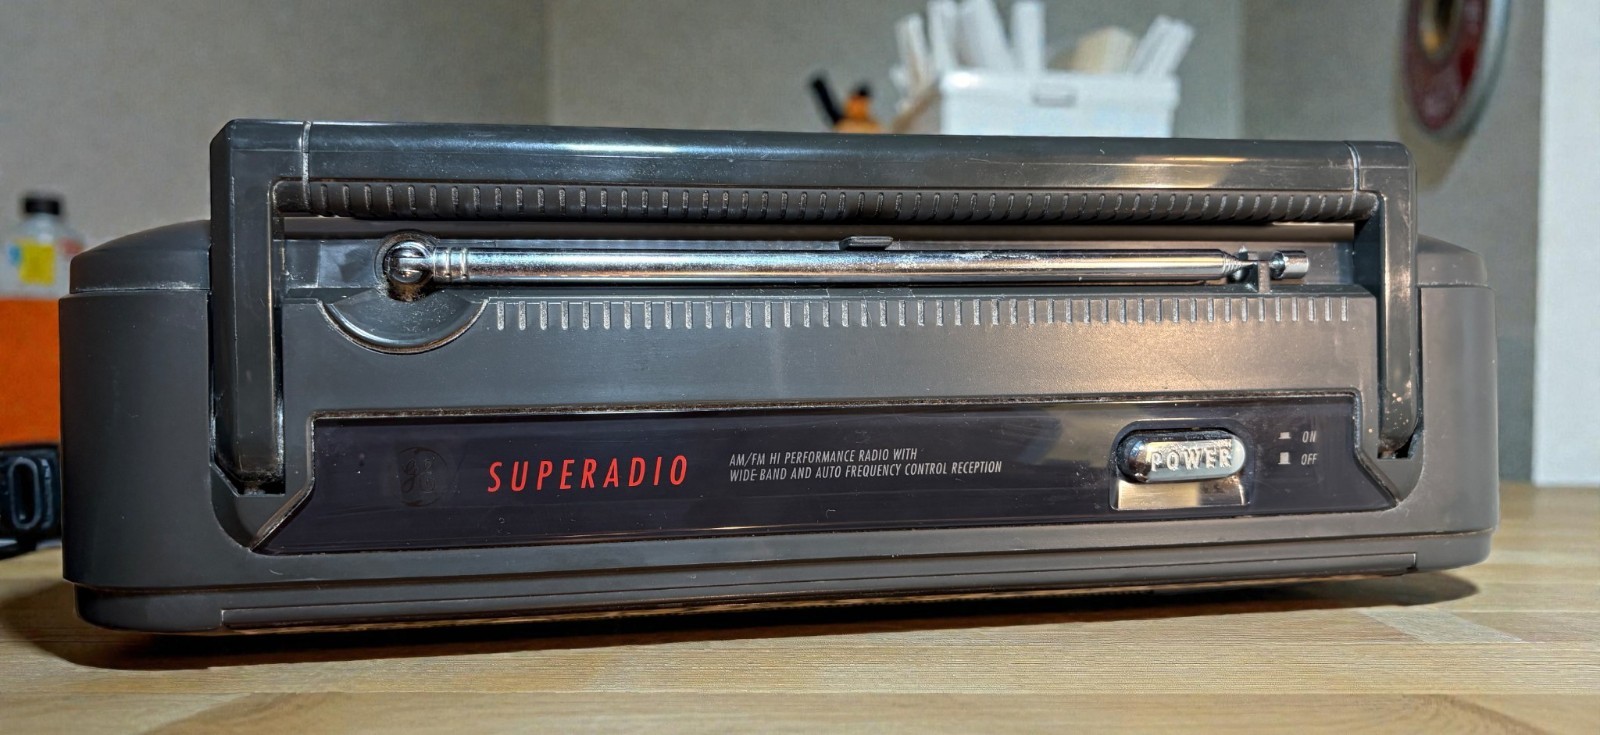 SUPERADIO
AM/FM HI PERFORMANCE RADIO WITH
WIDE-BAND AND AUTO FREQUENCY CONTROL RECEPTION
POWER
ON
OFF